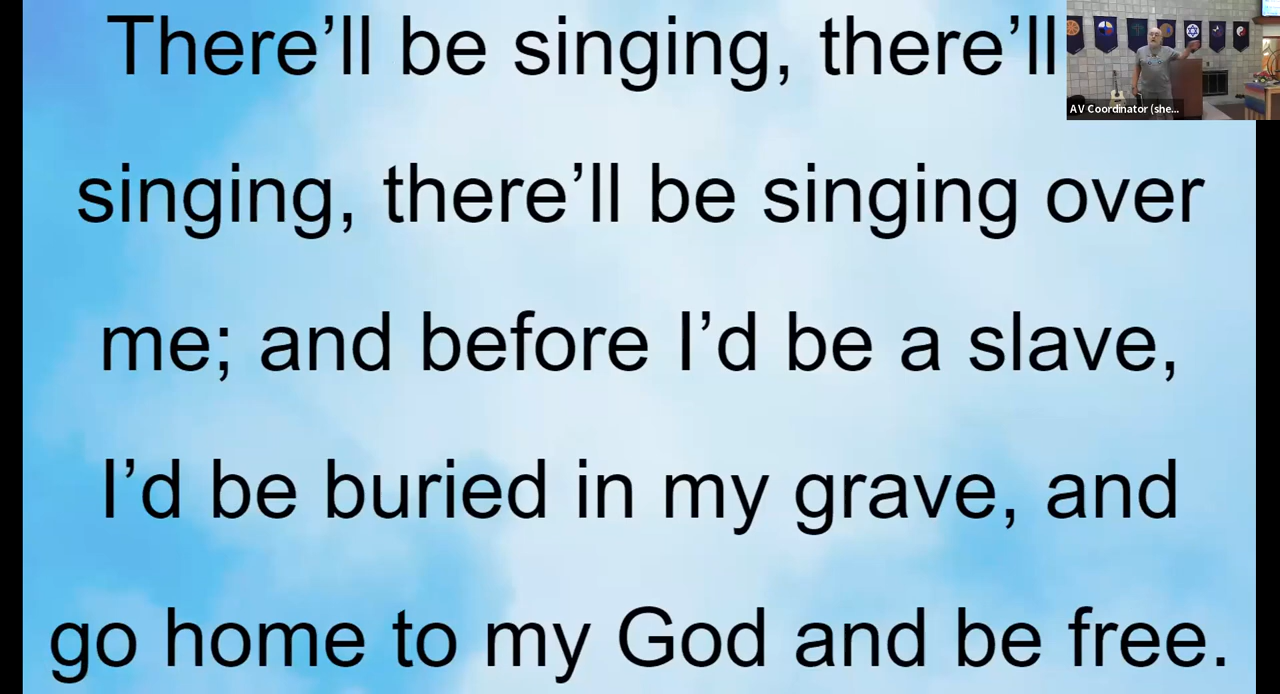 There’ll be singing, there’ll
singing, there’ll be singing over
me; and before I’d be a slave,
I’d be buried in my grave, and
go home to my God and be free.
AV Coordinator (she...